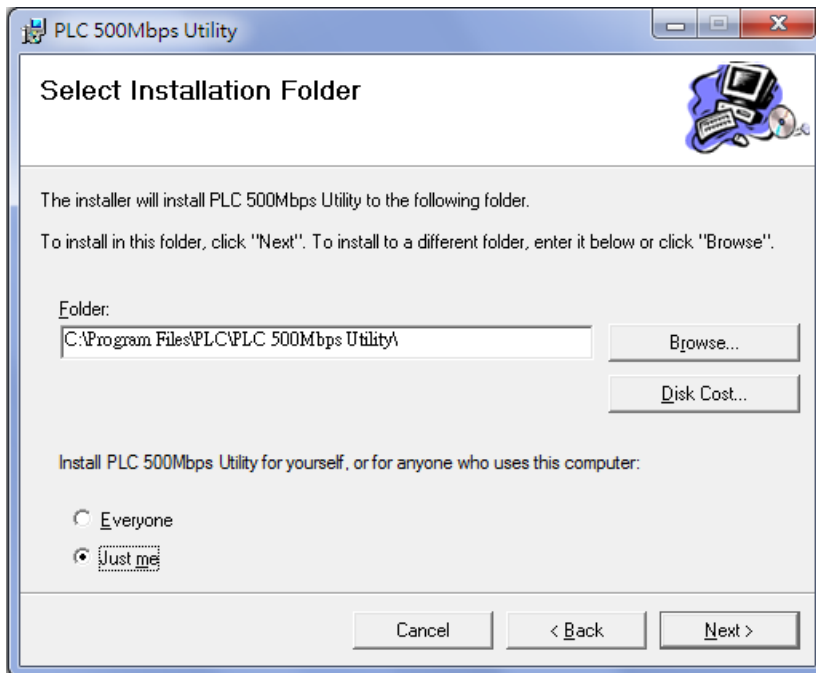 PLC 500Mbps Utility
Select Installation Folder
The installer will install PLC 500Mbps Utility to the following folder.
To install in this folder, click "Next". To install to a different folder, enter it below or click "Browse".
Folder:
C:\Program Files\PLC\PLC 500Mbps Utility\
Browse...
Disk Cost...
Install PLC 500Mbps Utility for yourself, or for anyone who uses this computer:
Everyone
Just me
Cancel
< Back
Next >